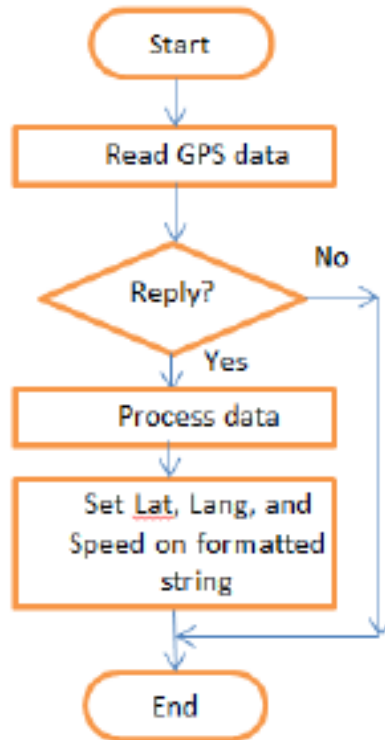 Start
Read GPS data
Reply?
No
Yes
Process data
Set Lat, Lang, and
Speed on formatted
string
End